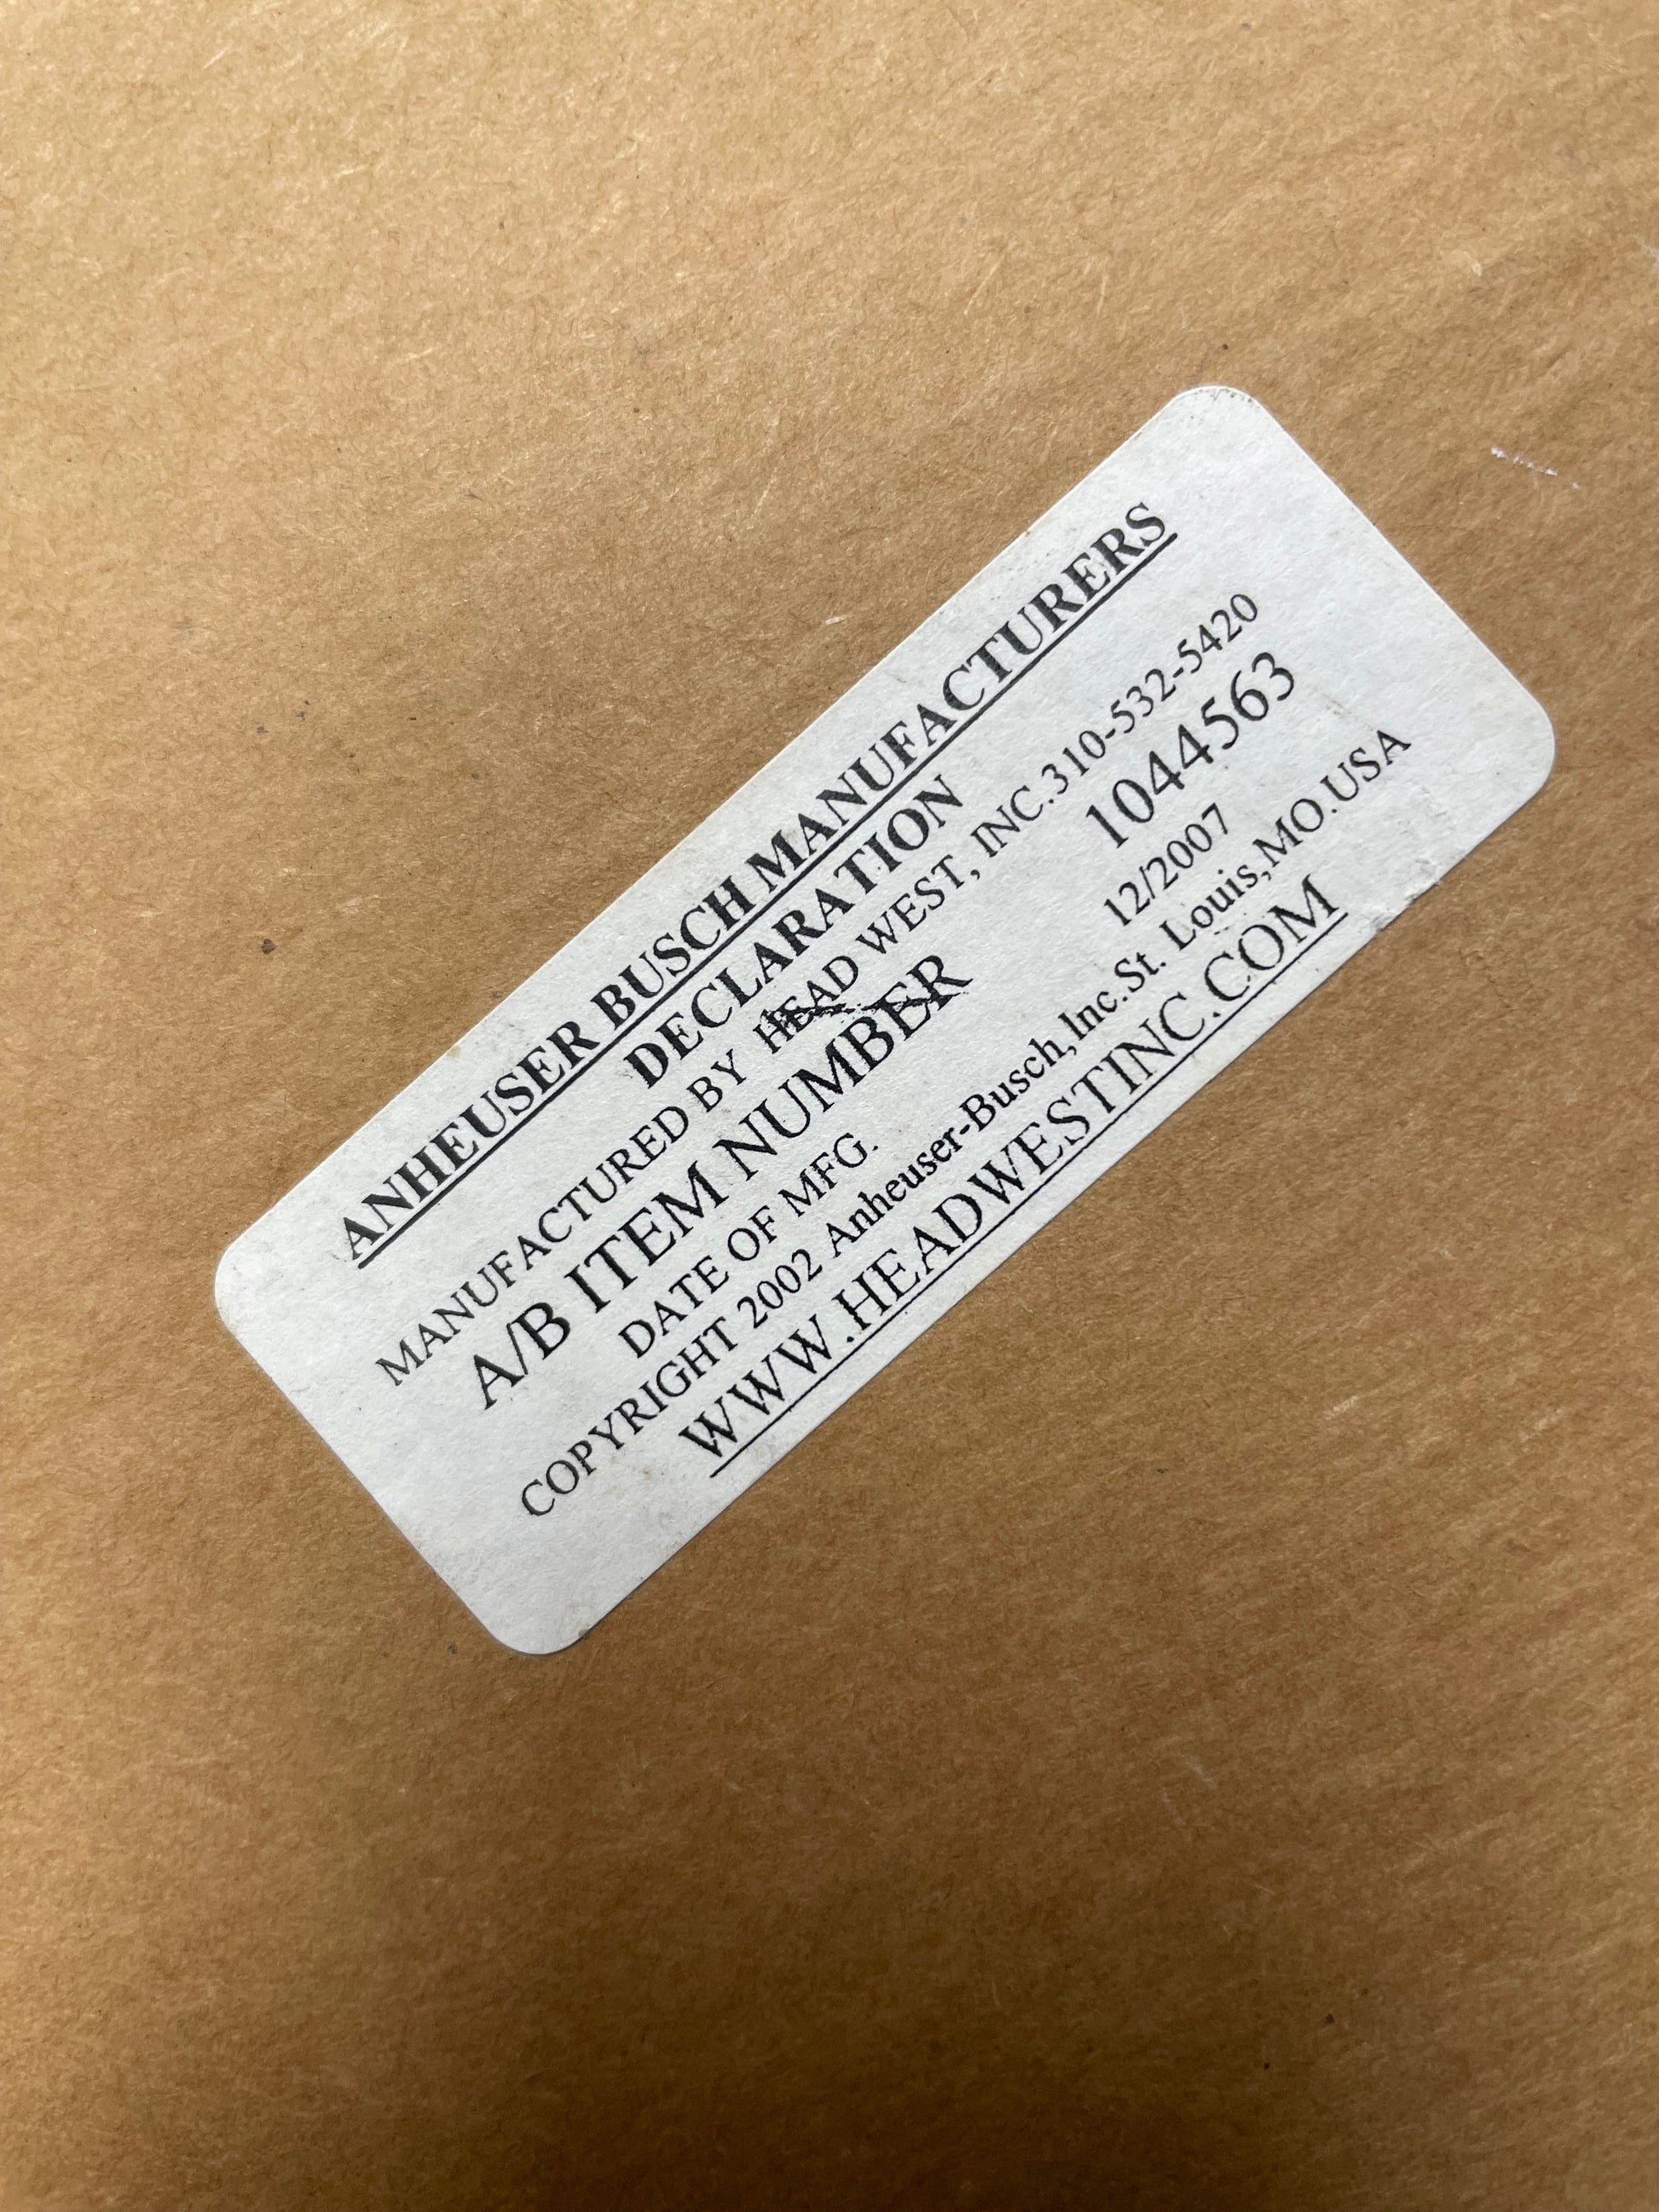 ANHEUSER BUSCH MANUFACTURERS
DECLARATION
MANUFACTURED BY HEAD WEST, INC.310-532-5420
A/B ITEM NUMBER 1044563
DATE OF MFG. 12/2007
COPYRIGHT 2002 Anheuser-Busch,Inc.St. Louis,MO.USA
WWW.HEADWESTINC.COM